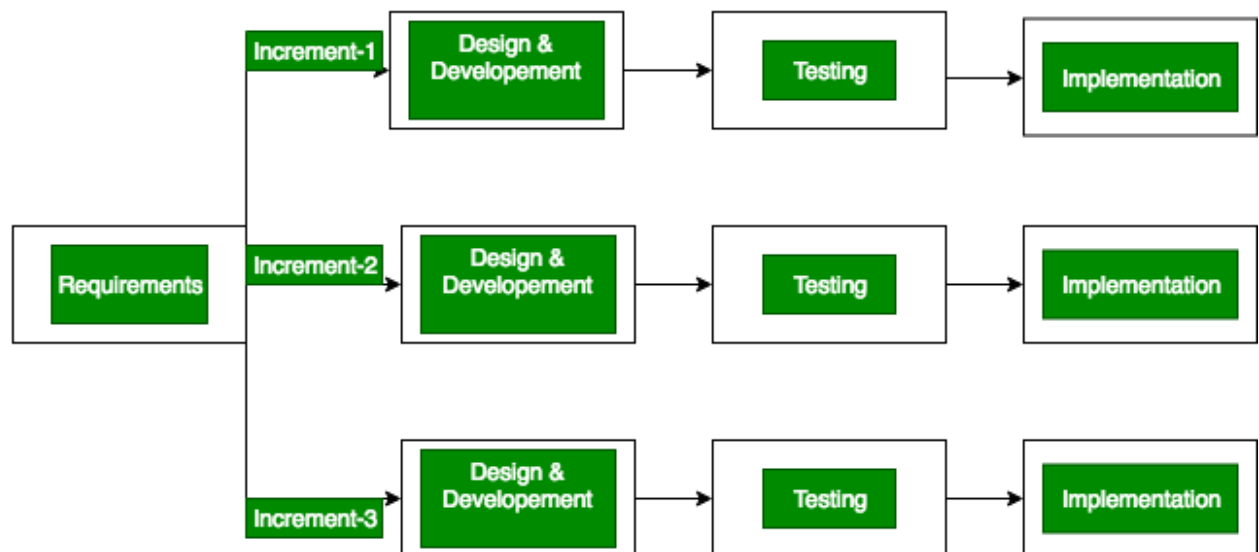 Increment-1
Design &
Developement
Testing
Implementation
Requirements
Increment-2
Design &
Developement
Testing
Implementation
Increment-3
Design &
Developement
Testing
Implementation